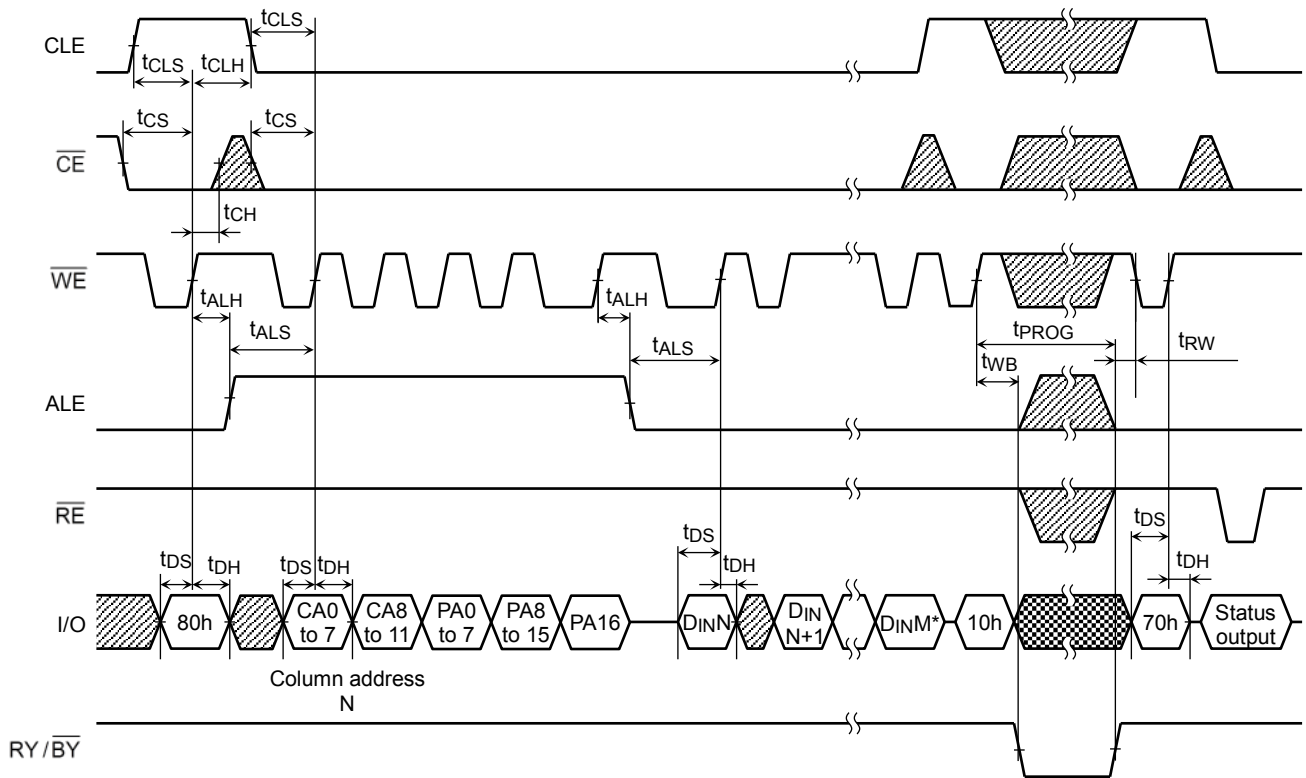 tCLS
CLE
tCLS tCLH
tCS tCS
CE
tCH
WE
tALH tALH
tALS tALS
tPROG
tRW
tWB
ALE
RE
tDS tDH tDS tDH tDS tDH tDS tDH
I/O
80h
CA0 to 7
CA8 to 11
PA0 to 7
PA8 to 15
PA16
DINN
DIN N+1
DINM*
10h
70h
Status output
Column address
N
RY/BY